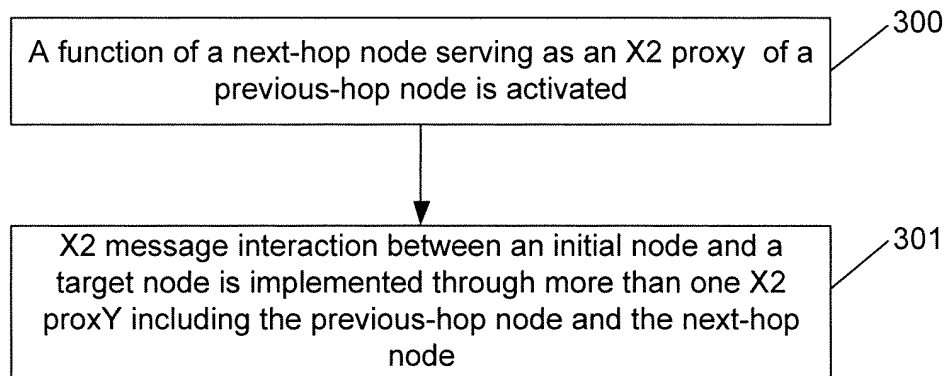 A function of a next-hop node serving as an X2 proxy of a
previous-hop node is activated
300
X2 message interaction between an initial node and a
target node is implemented through more than one X2
proxY including the previous-hop node and the next-hop
node
301